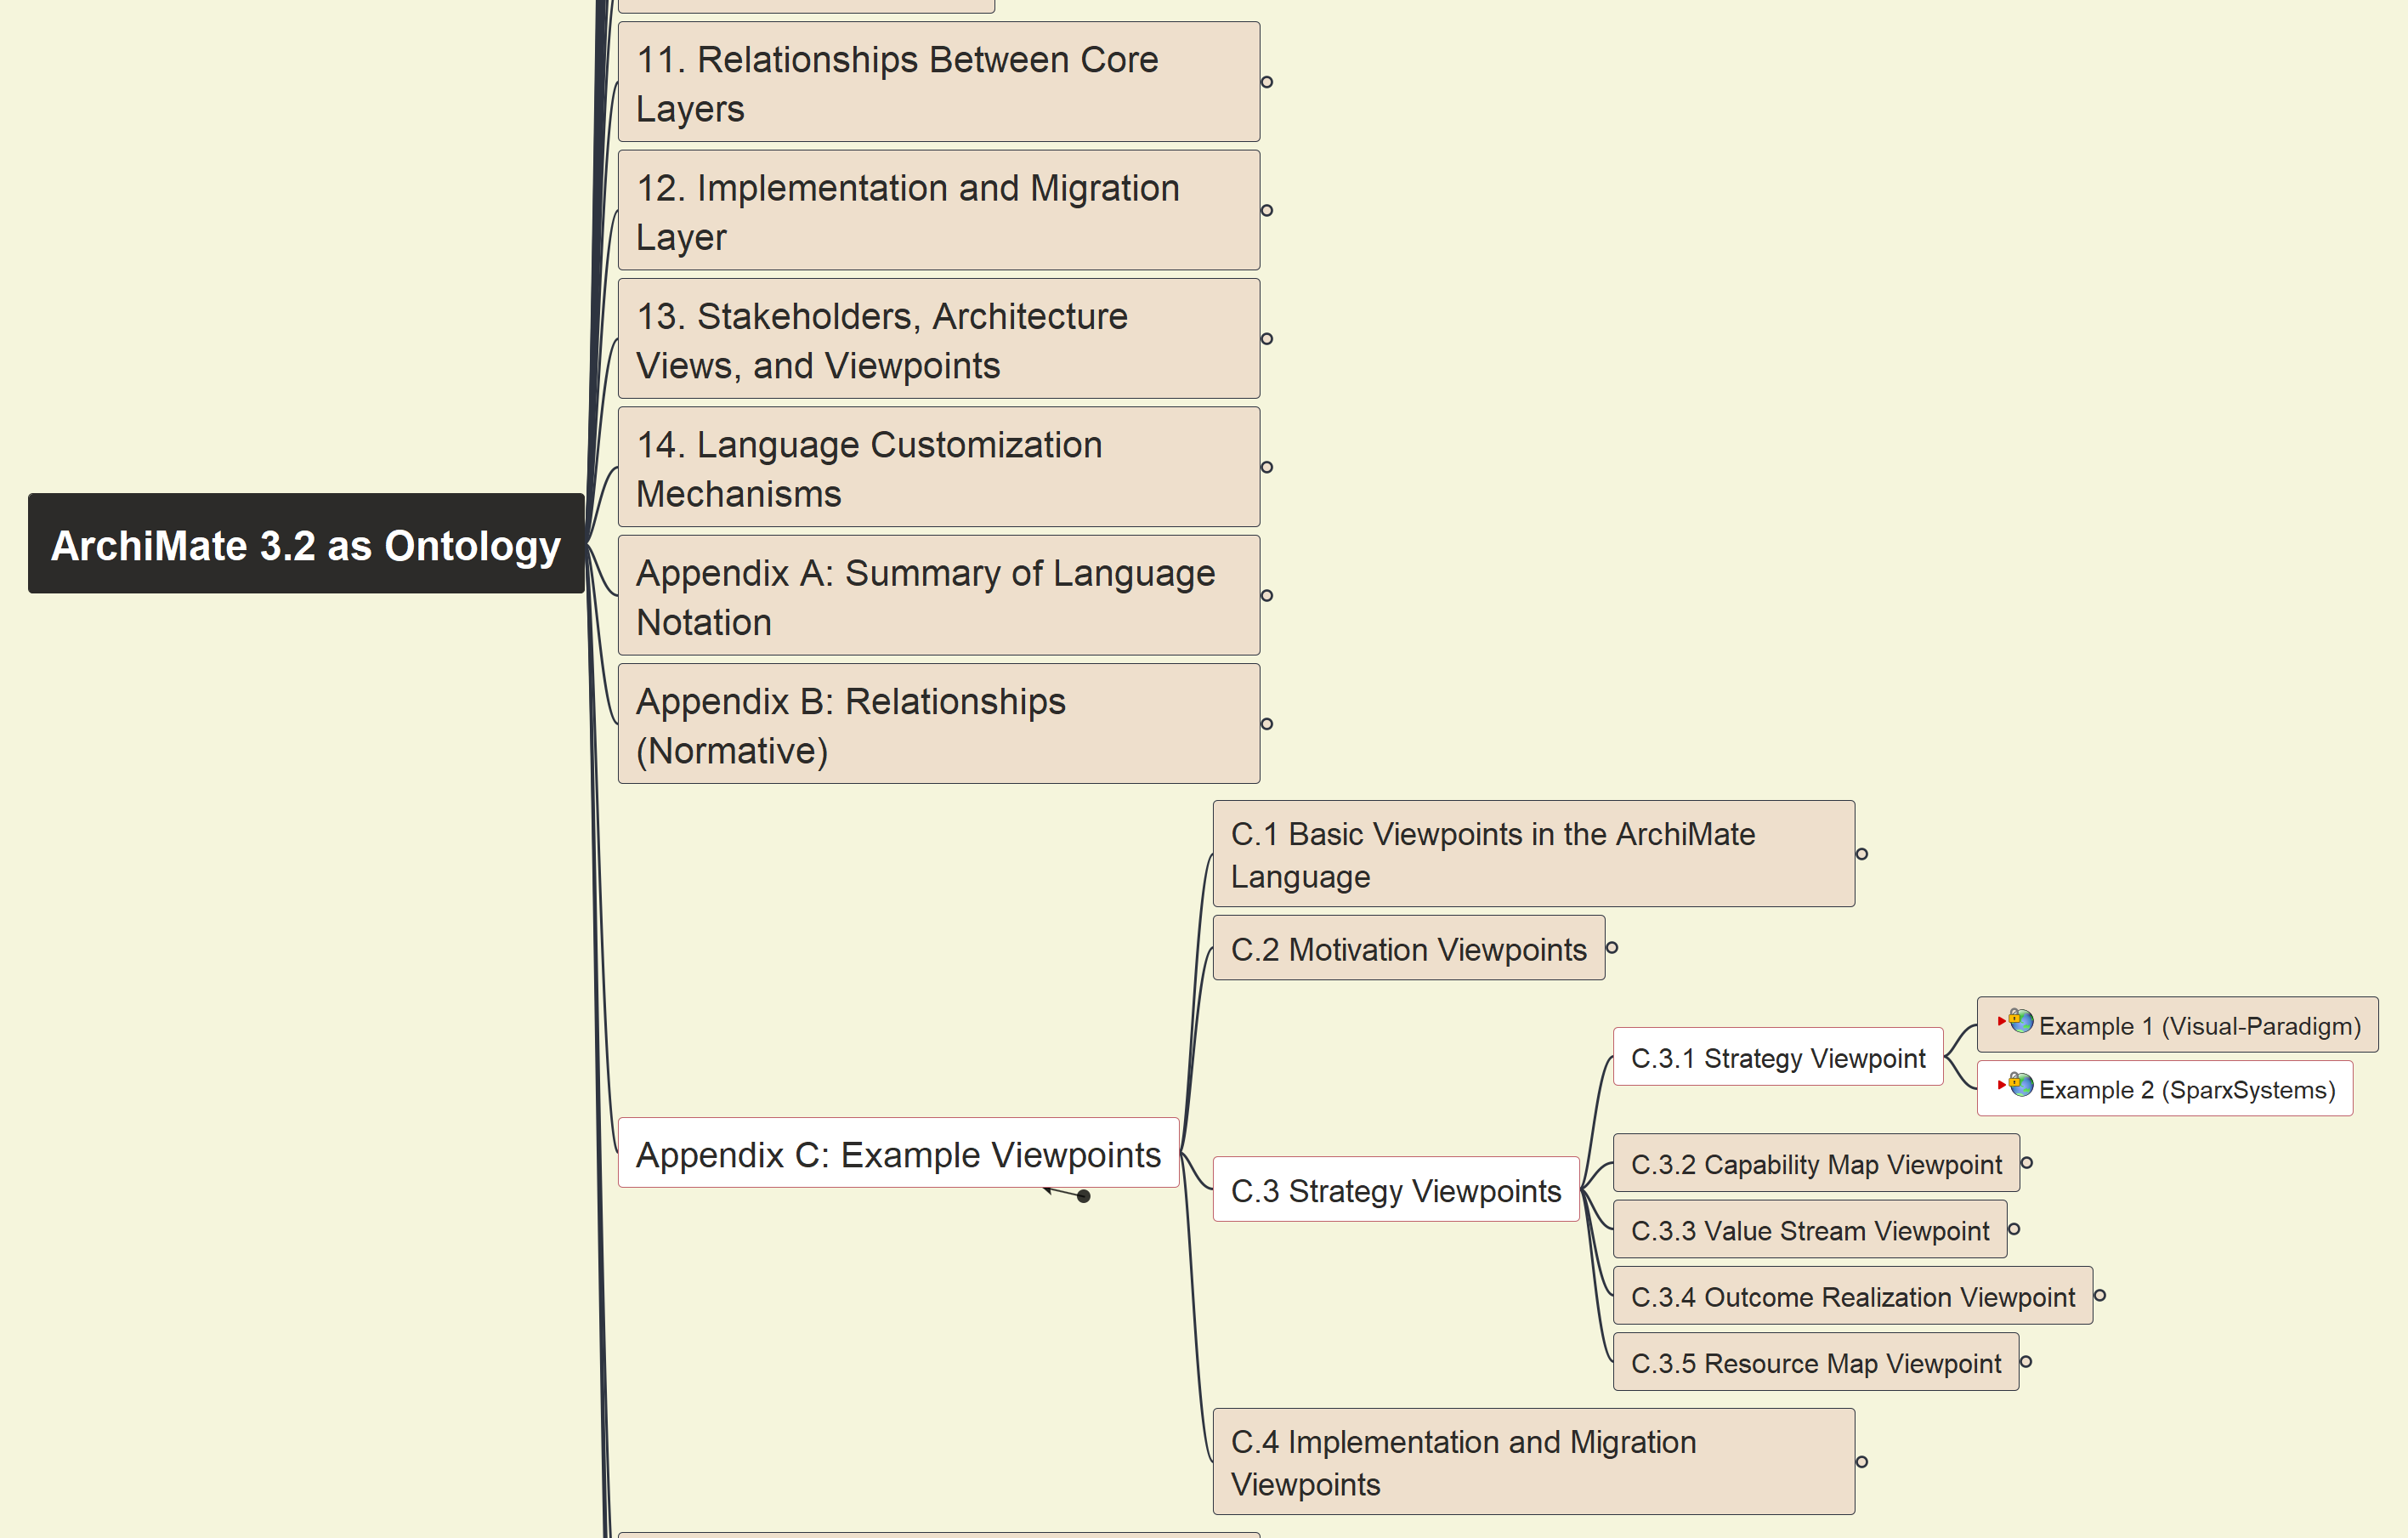 11. Relationships Between Core
Layers
12. Implementation and Migration
Layer
13. Stakeholders, Architecture
Views, and Viewpoints
14. Language Customization
Mechanisms
ArchiMate 3.2 as Ontology
Appendix A: Summary of Language
Notation
Appendix B: Relationships
(Normative)
Appendix C: Example Viewpoints
C.1 Basic Viewpoints in the ArchiMate
Language
C.2 Motivation Viewpoints
C.3 Strategy Viewpoints
C.3.1 Strategy Viewpoint
Example 1 (Visual-Paradigm)
Example 2 (SparxSystems)
C.3.2 Capability Map Viewpoint
C.3.3 Value Stream Viewpoint
C.3.4 Outcome Realization Viewpoint
C.3.5 Resource Map Viewpoint
C.4 Implementation and Migration
Viewpoints